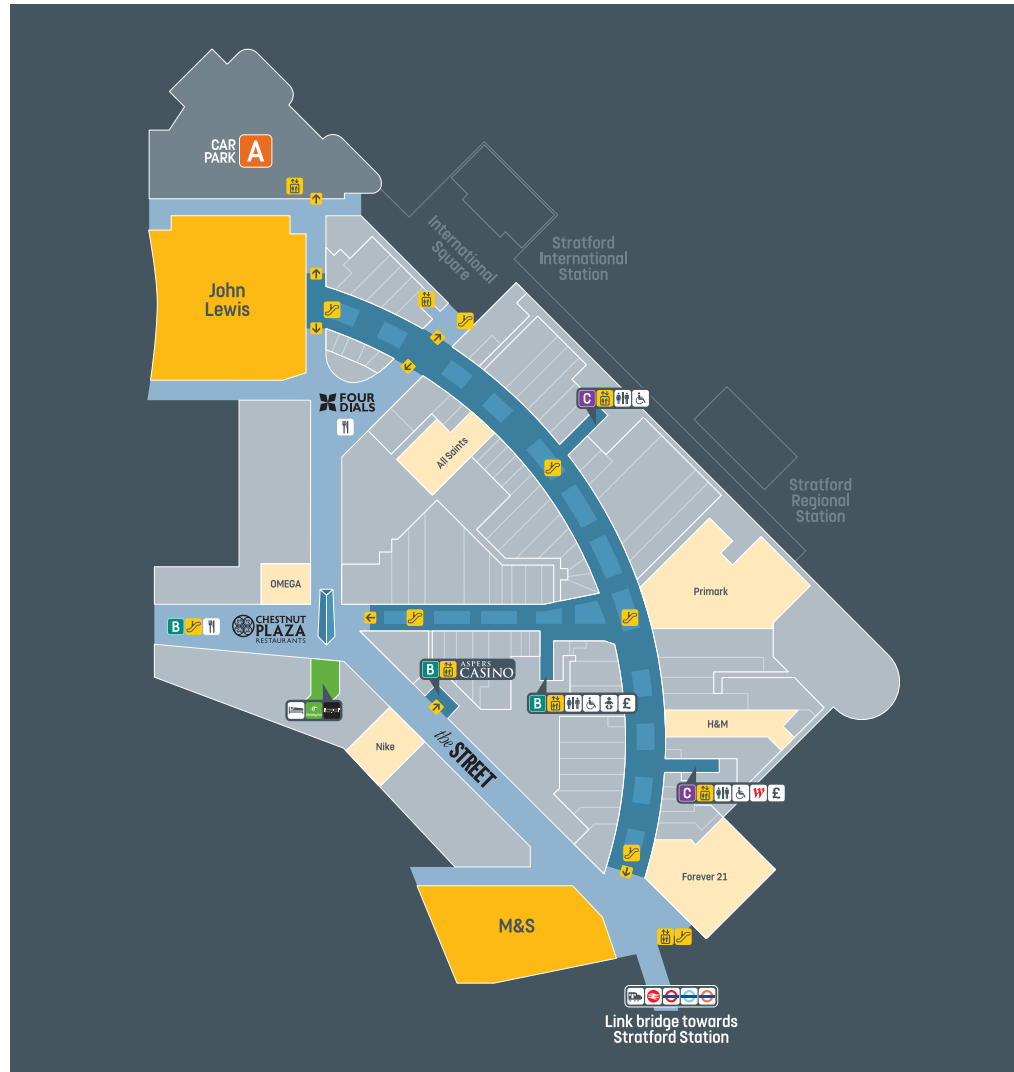 CAR
PARK A
International
Square
Stratford
International
Station
John
Lewis
FOUR
DIALS
C
All Saints
Stratford
Regional
Station
OMEGA
Primark
B
CHESTNUT
PLAZA
RESTAURANTS
B
ASPERS
CASINO
B £
the STREET
Nike
H&M
C W £
Forever 21
M&S
Link bridge towards
Stratford Station